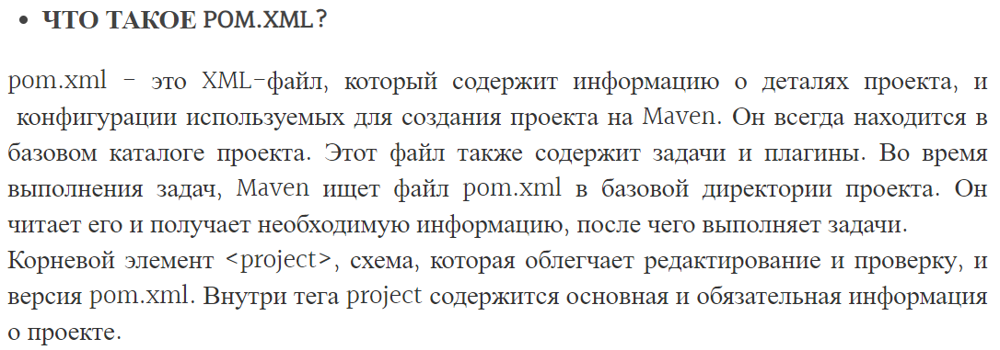 • ЧТО ТАКОЕ POM.XML?
pom.xml – это XML-файл, который содержит информацию о деталях проекта, и
конфигурации используемых для создания проекта на Maven. Он всегда находится в
базовом каталоге проекта. Этот файл также содержит задачи и плагины. Во время
выполнения задач, Maven ищет файл pom.xml в базовой директории проекта. Он
читает его и получает необходимую информацию, после чего выполняет задачи.
Корневой элемент <project>, схема, которая облегчает редактирование и проверку, и
версия pom.xml. Внутри тега project содержится основная и обязательная информация
о проекте.